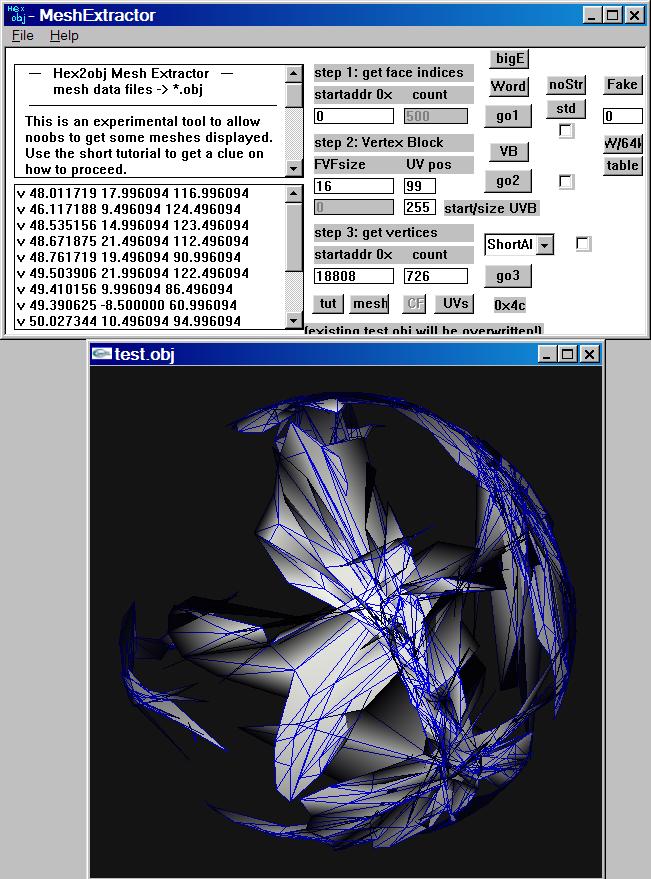 Hex obj - MeshExtractor
File Help
— Hex2obj Mesh Extractor —
mesh data files -> *.obj
This is an experimental tool to allow
noobs to get some meshes displayed.
Use the short tutorial to get a clue on
how to proceed.
v 48.011719 17.996094 116.996094
v 46.117188 9.496094 124.496094
v 48.535156 14.996094 123.496094
v 48.671875 21.496094 112.496094
v 48.761719 19.496094 90.996094
v 49.503906 21.996094 122.496094
v 49.410156 9.996094 86.496094
v 49.390625 -8.500000 60.996094
v 50.027344 10.496094 94.996094
step 1: get face indices
startaddr 0x count
0 500
step 2: Vertex Block
FVFsize UV pos
16 99
0 255 start/size UVB
step 3: get vertices
startaddr 0x count
18808 726
tut mesh CF UVs
(existing test.obj will be overwritten!)
bigE
Word
go1
VB
go2
ShortAl
go3
0x4c
noStr
std
Fake
0
W/64k
table
test.obj